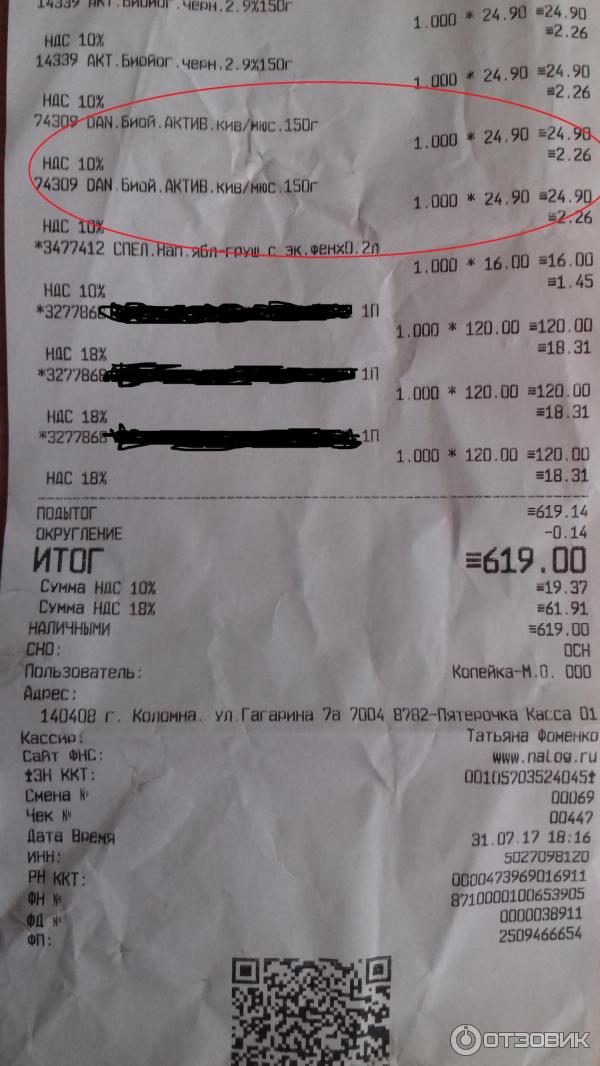 14339 АКТ.Биойог.черн.2.9%150г
1.000 * 24.90 ≡24.90
НДС 10% ≡2.26
14339 АКТ.Биойог.черн.2.9%150г
1.000 * 24.90 ≡24.90
НДС 10% ≡2.26
74309 DAN.Биой.АКТИВ.кив/мюс.150г
1.000 * 24.90 ≡24.90
НДС 10% ≡2.26
74309 DAN.Биой.АКТИВ.кив/мюс.150г
1.000 * 24.90 ≡24.90
НДС 10% ≡2.26
*3477412 СПЕЛ.Нап.ябл-груш.с эк.фенх0.2л
1.000 * 16.00 ≡16.00
НДС 10% ≡1.45
*3277868 1П
1.000 * 120.00 ≡120.00
НДС 18% ≡18.31
*3277868 1П
1.000 * 120.00 ≡120.00
НДС 18% ≡18.31
*3277868 1П
1.000 * 120.00 ≡120.00
НДС 18% ≡18.31
ПОДЫТОГ ≡619.14
ОКРУГЛЕНИЕ -0.14
ИТОГ ≡619.00
Сумма НДС 10% ≡19.37
Сумма НДС 18% ≡61.91
НАЛИЧНЫМИ ≡619.00
СНО: ОСН
Пользователь: Копейка-М.О. ООО
Адрес:
140408 г. Коломна. ул.Гагарина 7а 7004 8782-Пятерочка Касса 01
Кассир: Татьяна Фоменко
Сайт ФНС: www.nalog.ru
ЗН ККТ: 00105703524045
Смена № 00069
Чек № 00447
Дата Время 31.07.17 18:16
ИНН: 5027098120
РН ККТ: 0000473969016911
ФН № 8710000100653905
ФД № 0000038911
ФП: 2509466654
ОТЗОВИК